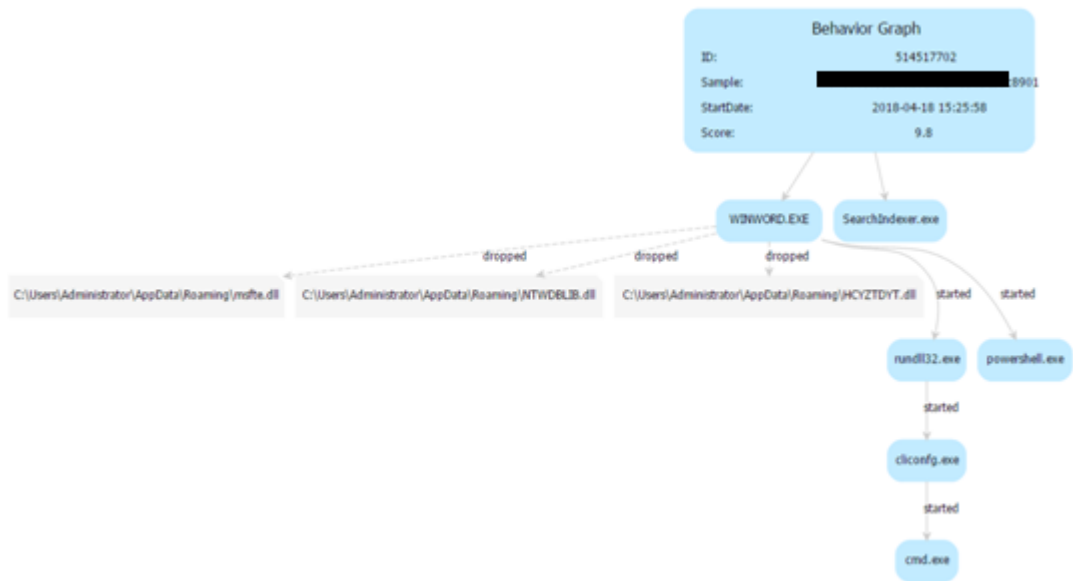 Behavior Graph
ID: 514517702
Sample: :8901
StartDate: 2018-04-18 15:25:58
Score: 9.8
WINWORD.EXE
SearchIndexer.exe
dropped
dropped
dropped
C:\Users\Administrator\AppData\Roaming\msfte.dll
C:\Users\Administrator\AppData\Roaming\NTWDBLIB.dll
C:\Users\Administrator\AppData\Roaming\HCYZTDYT.dll
started
started
rundll32.exe
powershell.exe
started
cliconfg.exe
started
cmd.exe